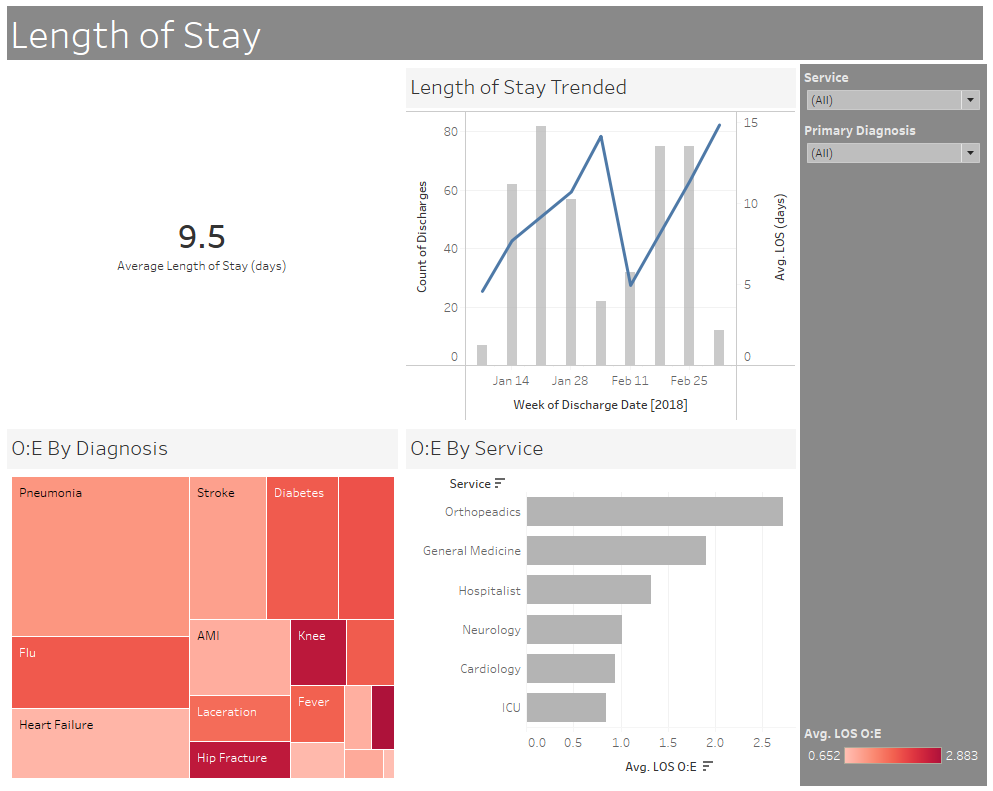 Length of Stay
9.5
Average Length of Stay (days)
Length of Stay Trended
80
60
40
20
0
Count of Discharges
15
10
5
0
Avg. LOS (days)
Jan 14 Jan 28 Feb 11 Feb 25
Week of Discharge Date [2018]
Service
(All)
Primary Diagnosis
(All)
O:E By Diagnosis
Pneumonia
Stroke
Diabetes
Flu
AMI
Knee
Heart Failure
Laceration
Fever
Hip Fracture
O:E By Service
Service
Orthopeadics
General Medicine
Hospitalist
Neurology
Cardiology
ICU
0.0 0.5 1.0 1.5 2.0 2.5
Avg. LOS O:E
Avg. LOS O:E
0.652 2.883